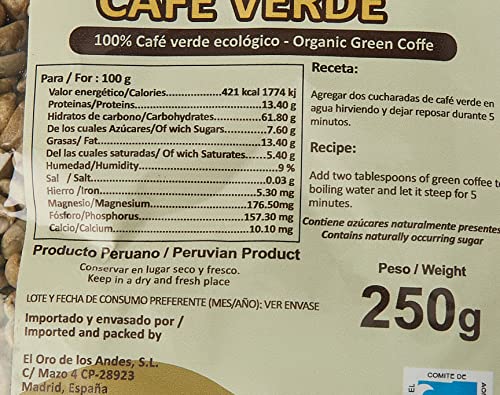 CAFÉ VERDE
100% Café verde ecológico - Organic Green Coffe
Para / For : 100 g
Valor energético/Calories..............421 kcal 1774 kj
Proteinas/Proteins...............................13.40 g
Hidratos de carbono/Carbohydrates...61.80 g
De los cuales Azúcares/Of wich Sugars..7.60 g
Grasas/ Fat..........................................13.40 g
Del las cuales saturadas/ Of wich Saturates...5.40 g
Humedad/Humidity.............................9 %
Sal / Salt.............................................0.03 g
Hierro /Iron.........................................5.30 mg
Magnesio/Magnesium.........................176.50mg
Fósforo/Phosphorus............................157.30 mg
Calcio/Calcium....................................10.10 mg
Receta:
Agregar dos cucharadas de café verde en
agua hirviendo y dejar reposar durante 5
minutos.
Recipe:
Add two tablespoons of green coffee to
boiling water and let it steep for 5
minutes.
Contiene azúcares naturalmente presentes
Contains naturally occurring sugar
Producto Peruano / Peruvian Product
Conservar en lugar seco y fresco.
Keep in a dry and fresh place
LOTE Y FECHA DE CONSUMO PREFERENTE (MES/AÑO): VER ENVASE
Importado y envasado por /
Imported and packed by
El Oro de los Andes, S.L.
C/ Mazo 4 CP-28923
Madrid, España
Peso / Weight
250g
COMITE DE
EL